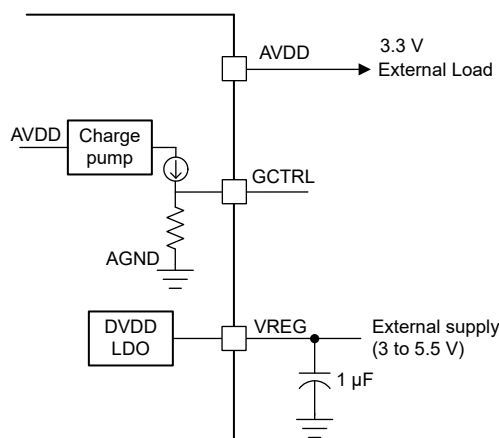 AVDD
3.3 V
External Load
AVDD
Charge
pump
GCTRL
AGND
DVDD
LDO
VREG
External supply
(3 to 5.5 V)
1 µF